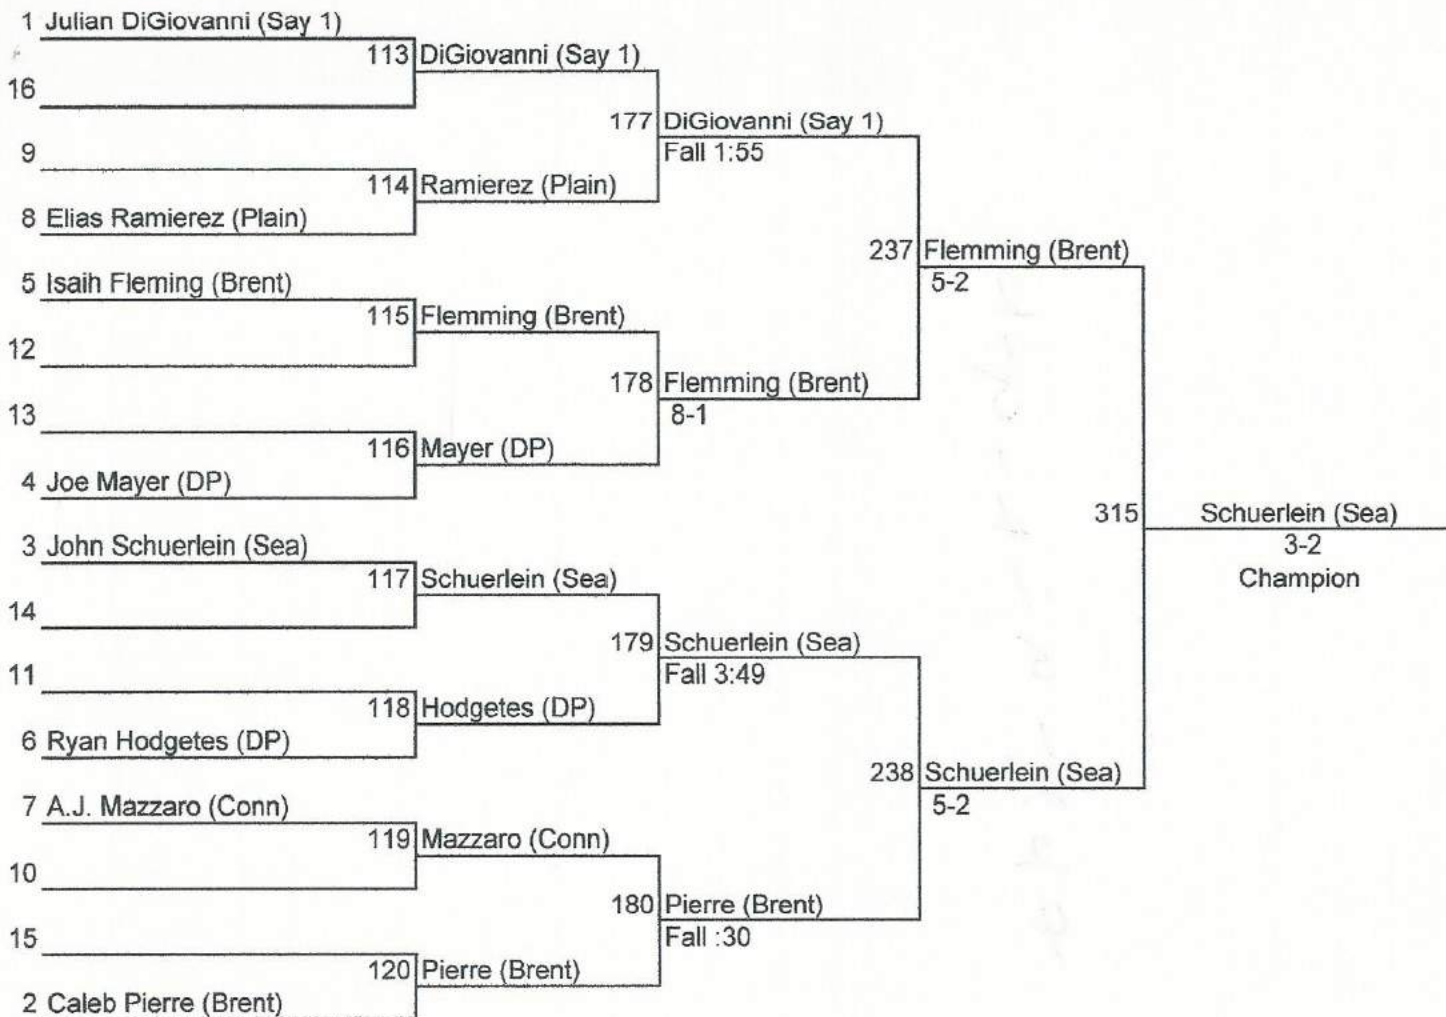 1 Julian DiGiovanni (Say 1)
113 DiGiovanni (Say 1)
16
177 DiGiovanni (Say 1)
Fall 1:55
9
114 Ramierez (Plain)
8 Elias Ramierez (Plain)
237 Flemming (Brent)
5-2
5 Isaih Fleming (Brent)
115 Flemming (Brent)
12
178 Flemming (Brent)
8-1
13
116 Mayer (DP)
4 Joe Mayer (DP)
315 Schuerlein (Sea)
3-2
Champion
3 John Schuerlein (Sea)
117 Schuerlein (Sea)
14
179 Schuerlein (Sea)
Fall 3:49
11
118 Hodgetes (DP)
6 Ryan Hodgetes (DP)
238 Schuerlein (Sea)
5-2
7 A.J. Mazzaro (Conn)
119 Mazzaro (Conn)
10
180 Pierre (Brent)
Fall :30
15
120 Pierre (Brent)
2 Caleb Pierre (Brent)